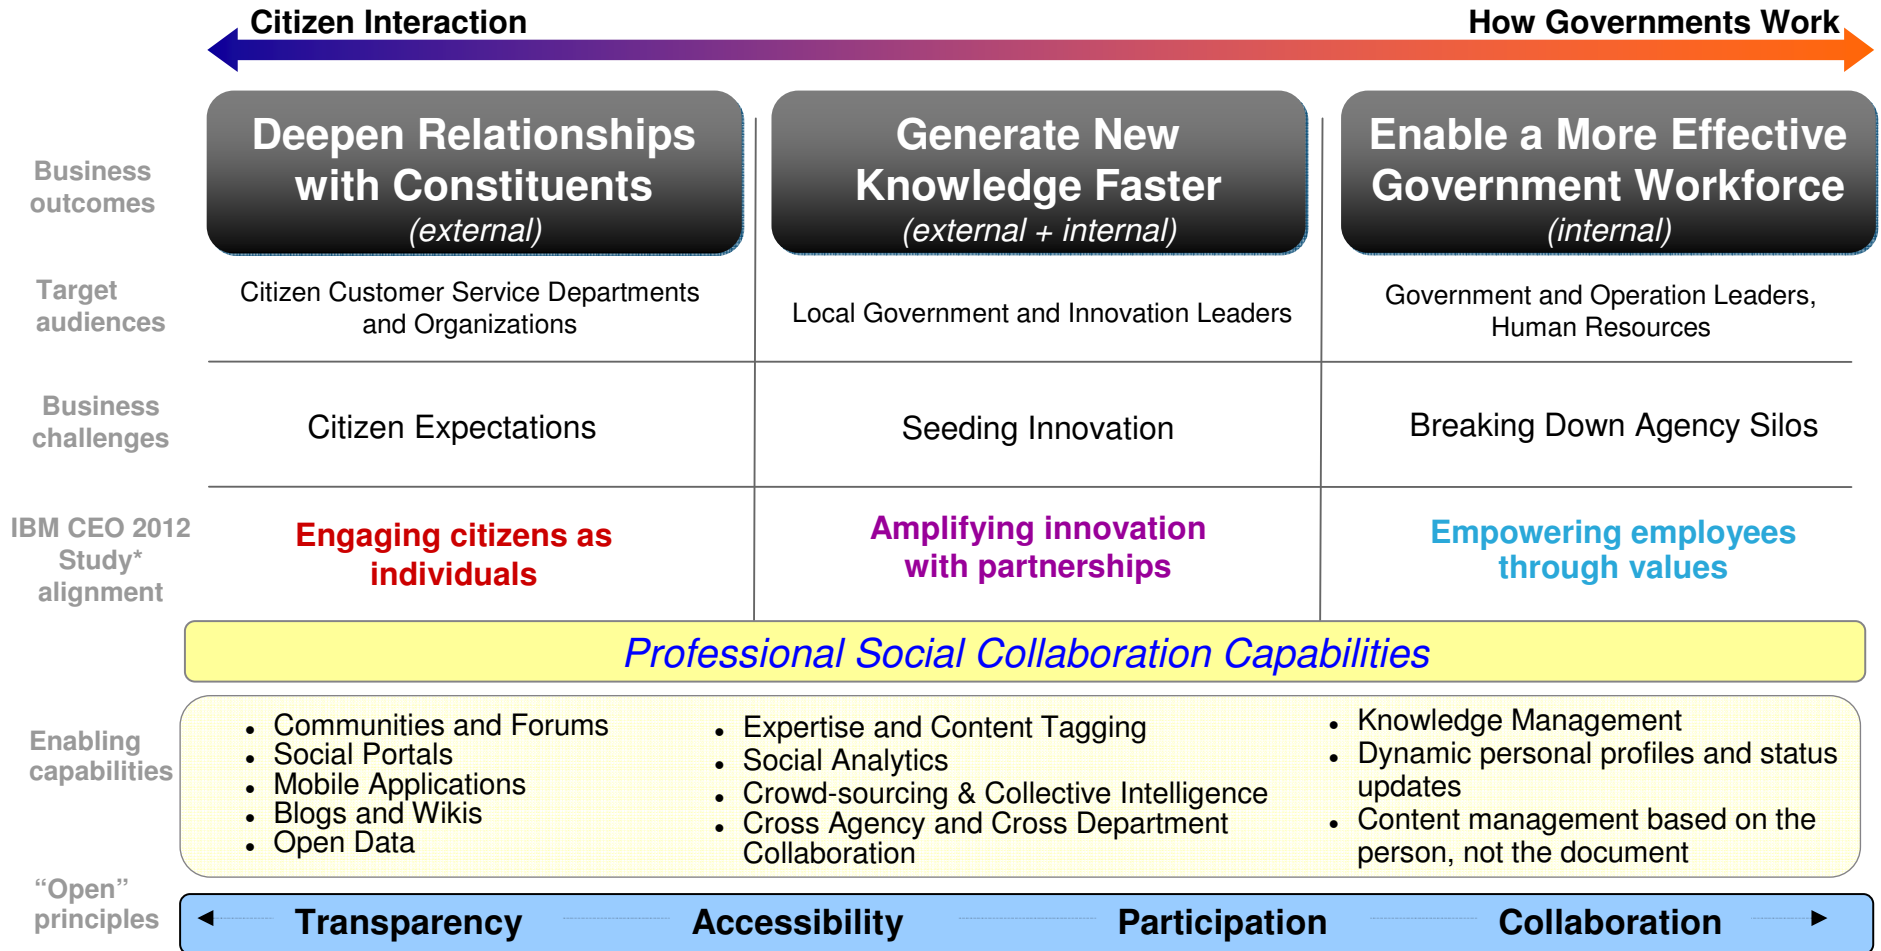 Citizen Interaction
How Governments Work
Business
outcomes
Deepen Relationships
with Constituents
(external)
Generate New
Knowledge Faster
(external + internal)
Enable a More Effective
Government Workforce
(internal)
Target
audiences
Citizen Customer Service Departments
and Organizations
Local Government and Innovation Leaders
Government and Operation Leaders,
Human Resources
Business
challenges
Citizen Expectations
Seeding Innovation
Breaking Down Agency Silos
IBM CEO 2012
Study*
alignment
Engaging citizens as
individuals
Amplifying innovation
with partnerships
Empowering employees
through values
Professional Social Collaboration Capabilities
Enabling
capabilities
• Communities and Forums
• Social Portals
• Mobile Applications
• Blogs and Wikis
• Open Data
• Expertise and Content Tagging
• Social Analytics
• Crowd-sourcing & Collective Intelligence
• Cross Agency and Cross Department
Collaboration
• Knowledge Management
• Dynamic personal profiles and status
updates
• Content management based on the
person, not the document
“Open”
principles
Transparency
Accessibility
Participation
Collaboration